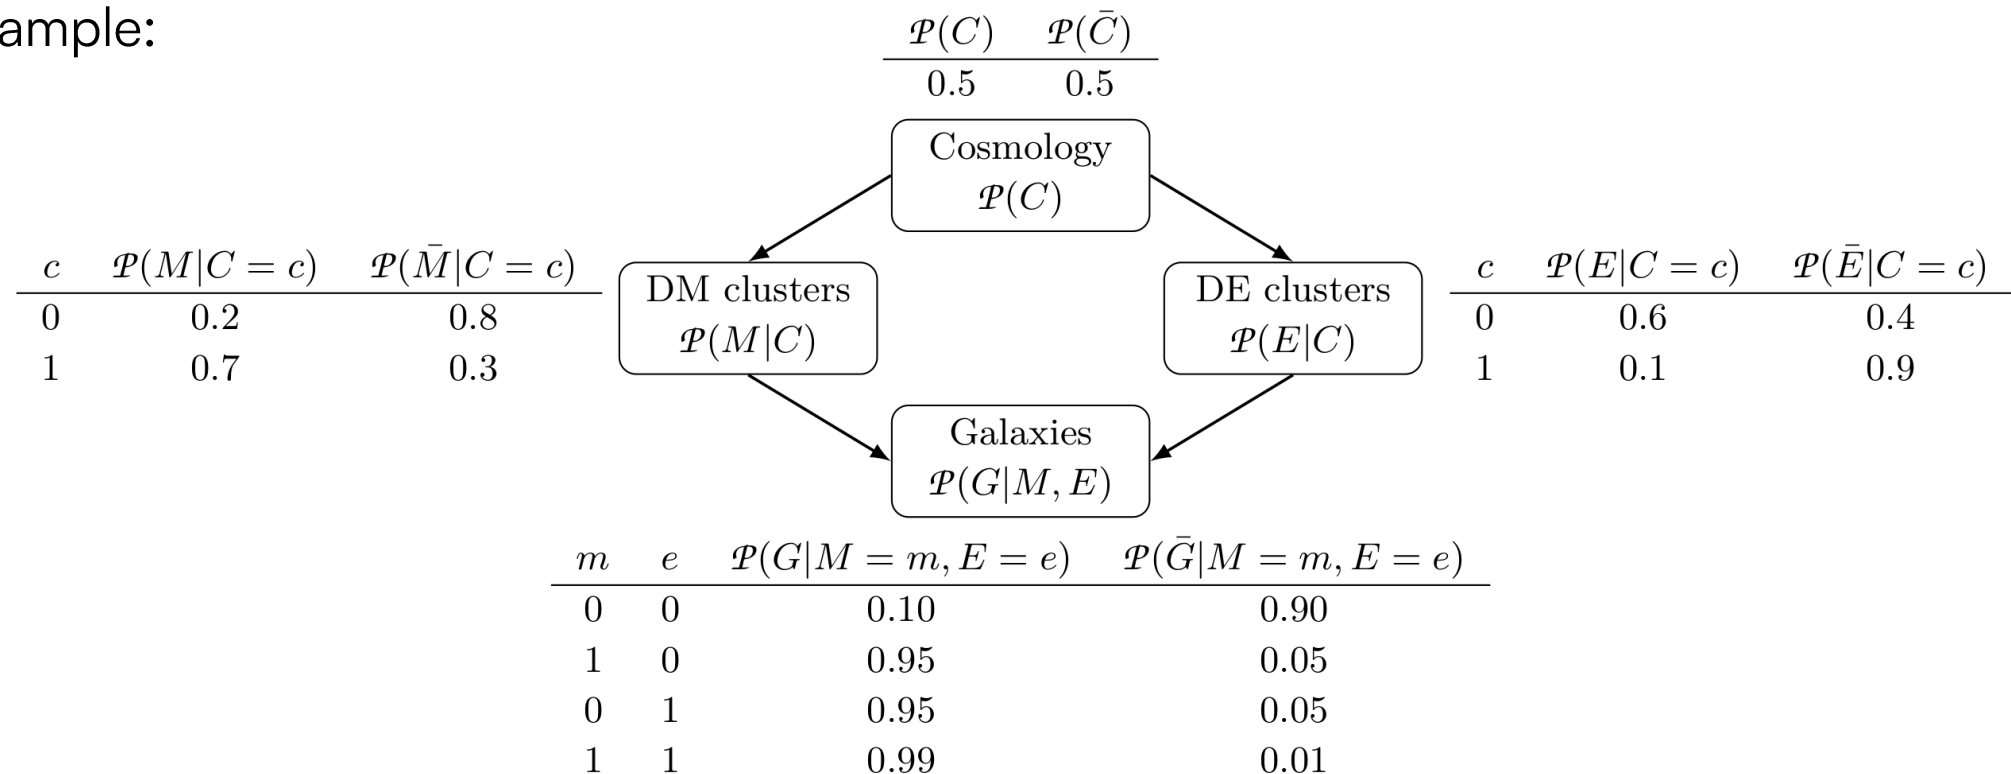 ample:
𝒫(C) 𝒫(C̄)
0.5 0.5
Cosmology
𝒫(C)
c 𝒫(M|C = c) 𝒫(M̄|C = c)
0 0.2 0.8
1 0.7 0.3
DM clusters
𝒫(M|C)
DE clusters
𝒫(E|C)
c 𝒫(E|C = c) 𝒫(Ē|C = c)
0 0.6 0.4
1 0.1 0.9
Galaxies
𝒫(G|M, E)
m e 𝒫(G|M = m, E = e) 𝒫(Ḡ|M = m, E = e)
0 0 0.10 0.90
1 0 0.95 0.05
0 1 0.95 0.05
1 1 0.99 0.01